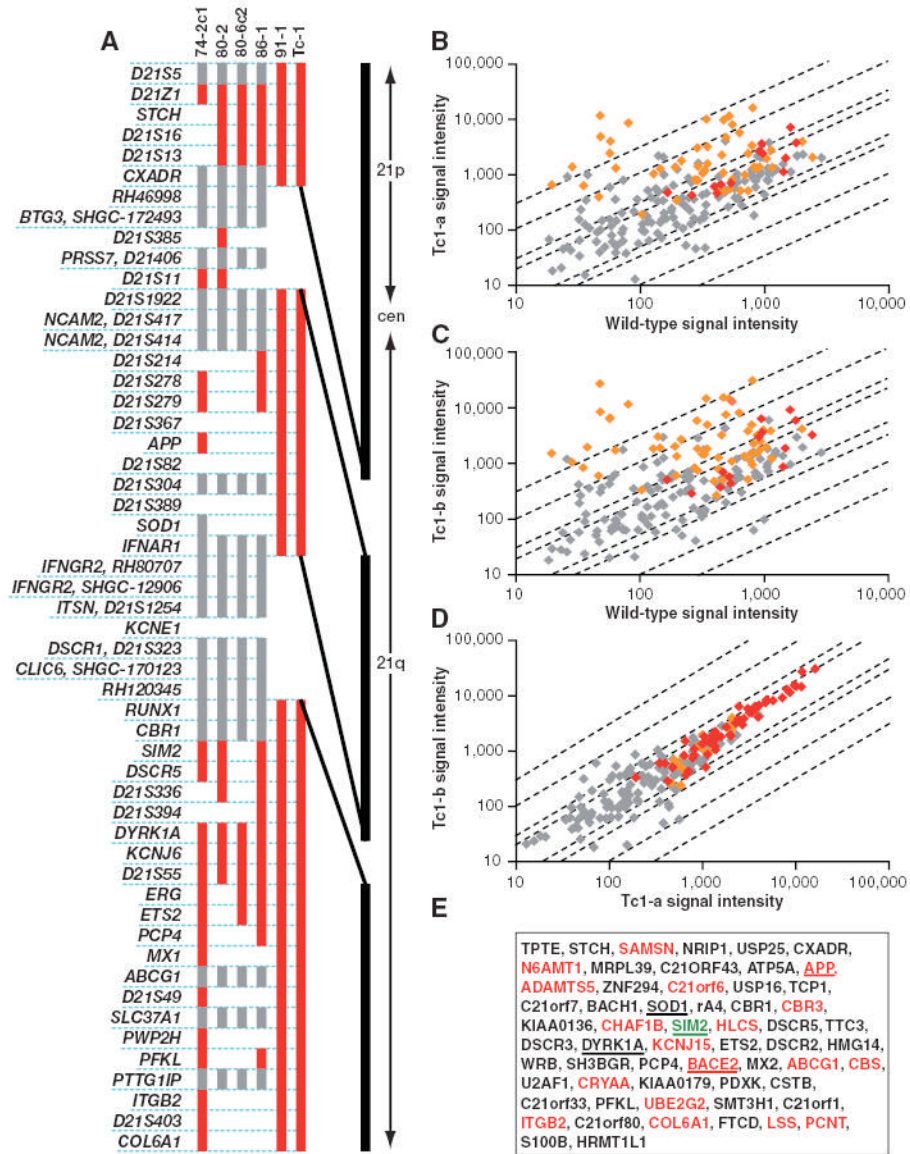 A
74-2c1
80-2
80-6c2
86-1
91-1
Tc-1
D21S5
D21Z1
STCH
D21S16
D21S13
CXADR
RH46998
BTG3, SHGC-172493
D21S385
PRSS7, D21406
D21S11
D21S1922
NCAM2, D21S417
NCAM2, D21S414
D21S214
D21S278
D21S279
D21S367
APP
D21S82
D21S304
D21S389
SOD1
IFNAR1
IFNGR2, RH80707
IFNGR2, SHGC-12906
ITSN, D21S1254
KCNE1
DSCR1, D21S323
CLIC6, SHGC-170123
RH120345
RUNX1
CBR1
SIM2
DSCR5
D21S336
D21S394
DYRK1A
KCNJ6
D21S55
ERG
ETS2
PCP4
MX1
ABCG1
D21S49
SLC37A1
PWP2H
PFKL
PTTG1IP
ITGB2
D21S403
COL6A1
21p
cen
21q
B
Tc1-a signal intensity
100,000
10,000
1,000
100
10
10
100
1,000
10,000
Wild-type signal intensity
C
Tc1-b signal intensity
100,000
10,000
1,000
100
10
10
100
1,000
10,000
Wild-type signal intensity
D
Tc1-b signal intensity
100,000
10,000
1,000
100
10
10
100
1,000
10,000
100,000
Tc1-a signal intensity
E
TPTE, STCH, SAMSN, NRIP1, USP25, CXADR,
N6AMT1, MRPL39, C21ORF43, ATP5A, APP,
ADAMTS5, ZNF294, C21orf6, USP16, TCP1,
C21orf7, BACH1, SOD1, rA4, CBR1, CBR3,
KIAA0136, CHAF1B, SIM2, HLCS, DSCR5, TTC3,
DSCR3, DYRK1A, KCNJ15, ETS2, DSCR2, HMG14,
WRB, SH3BGR, PCP4, BACE2, MX2, ABCG1, CBS,
U2AF1, CRYAA, KIAA0179, PDXK, CSTB,
C21orf33, PFKL, UBE2G2, SMT3H1, C21orf1,
ITGB2, C21orf80, COL6A1, FTCD, LSS, PCNT,
S100B, HRMT1L1